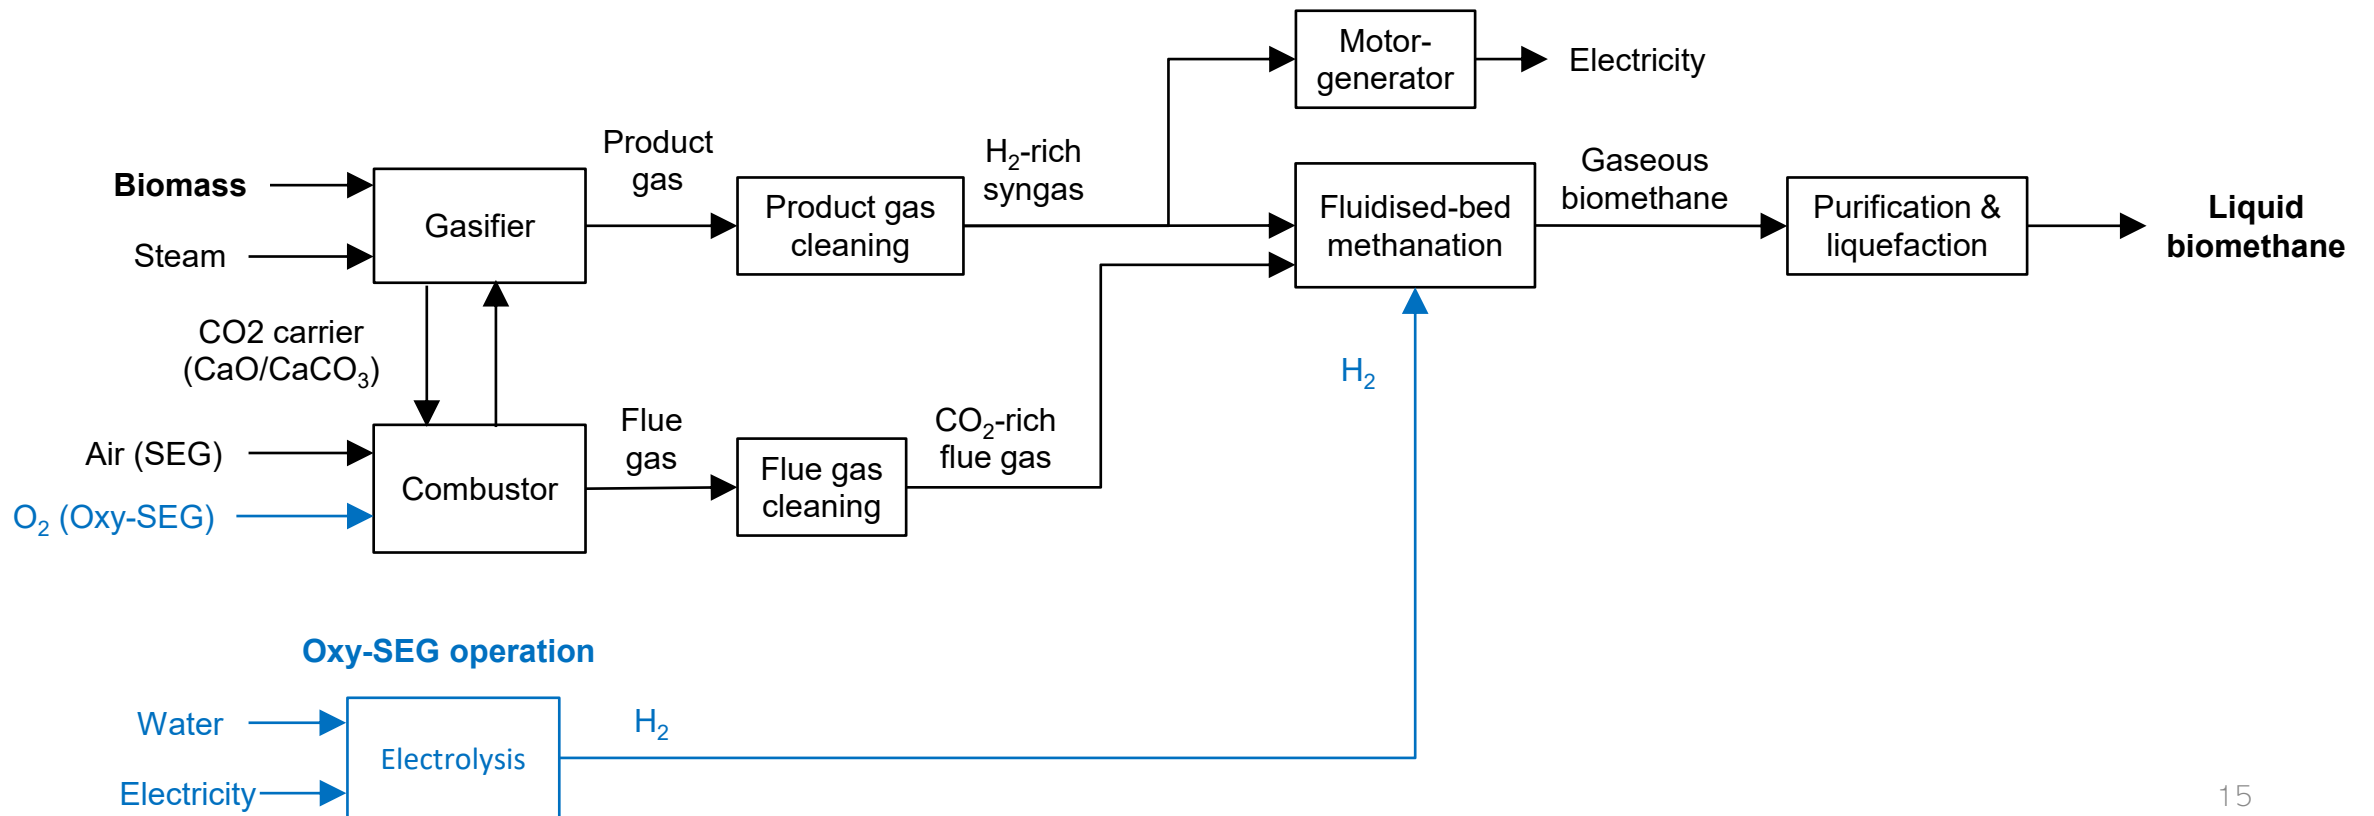 Motor-
generator
Electricity
Product
gas
H2-rich
syngas
Gaseous
biomethane
Biomass
Steam
Gasifier
Product gas
cleaning
Fluidised-bed
methanation
Purification &
liquefaction
Liquid
biomethane
CO2 carrier
(CaO/CaCO3)
H2
Air (SEG)
O2 (Oxy-SEG)
Combustor
Flue
gas
Flue gas
cleaning
CO2-rich
flue gas
Oxy-SEG operation
Water
Electricity
Electrolysis
H2
15